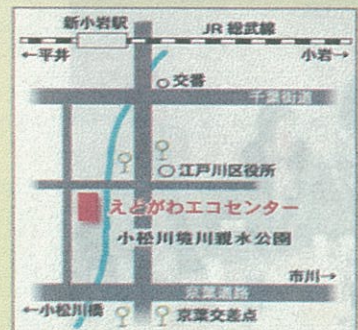 新小岩駅
JR 総武線
←平井
小岩→
交番
千葉街道
江戸川区役所
えどがわエコセンター
小松川境川親水公園
市川→
京葉道路
←小松川橋
京葉交差点